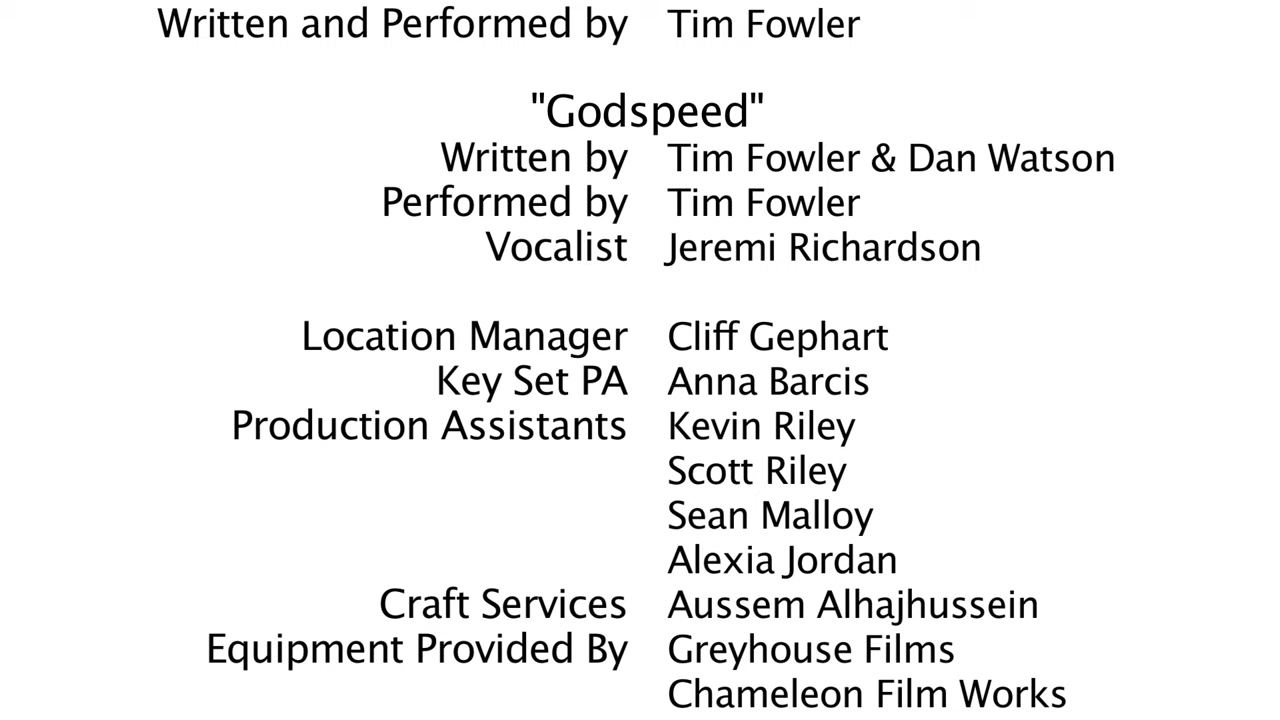 Written and Performed by Tim Fowler
"Godspeed"
Written by Tim Fowler & Dan Watson
Performed by Tim Fowler
Vocalist Jeremi Richardson
Location Manager Cliff Gephart
Key Set PA Anna Barcis
Production Assistants Kevin Riley
Scott Riley
Sean Malloy
Alexia Jordan
Craft Services Aussem Alhajhussein
Equipment Provided By Greyhouse Films
Chameleon Film Works